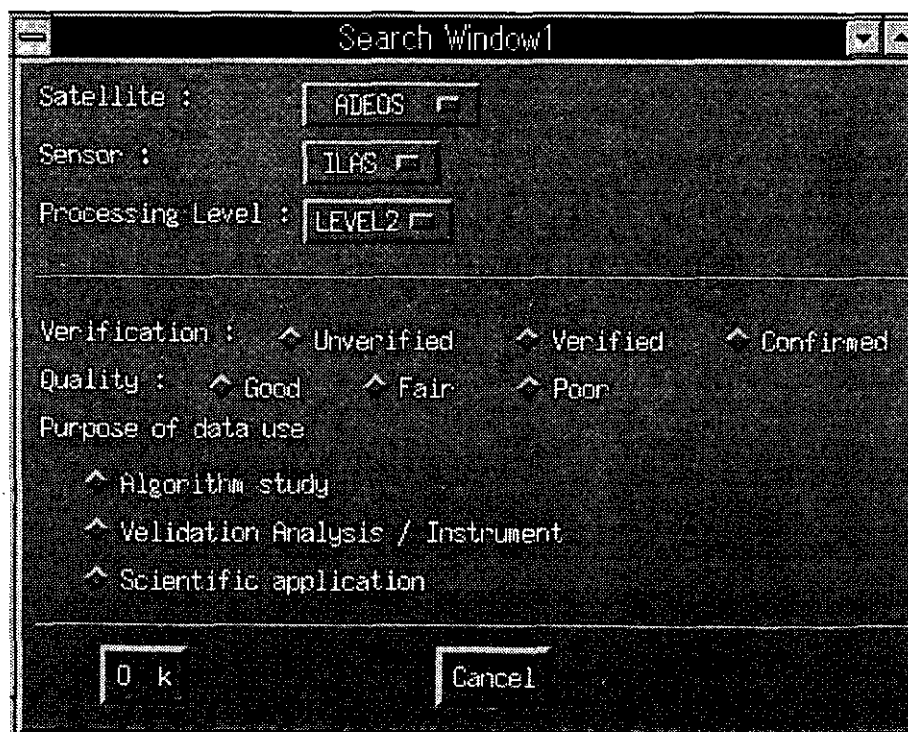 Search Window1
Satellite : ADEOS
Sensor : ILAS
Processing Level : LEVEL2
Verification : Unverified Verified Confirmed
Quality : Good Fair Poor
Purpose of data use
Algorithm study
Velidation Analysis / Instrument
Scientific application
O k Cancel